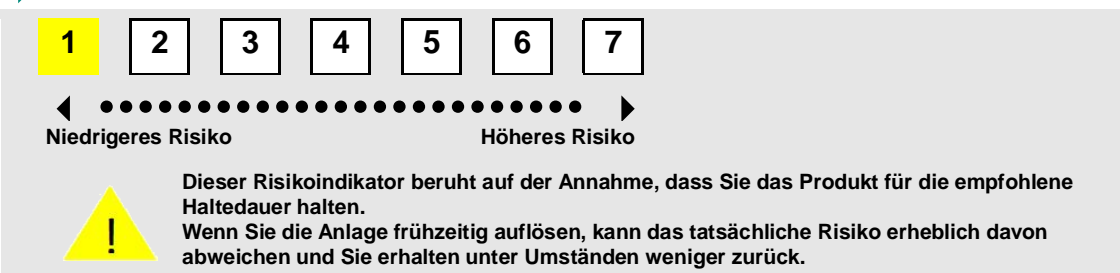 1 2 3 4 5 6 7
Niedrigeres Risiko Höheres Risiko
Dieser Risikoindikator beruht auf der Annahme, dass Sie das Produkt für die empfohlene
Haltedauer halten.
Wenn Sie die Anlage frühzeitig auflösen, kann das tatsächliche Risiko erheblich davon
abweichen und Sie erhalten unter Umständen weniger zurück.
!